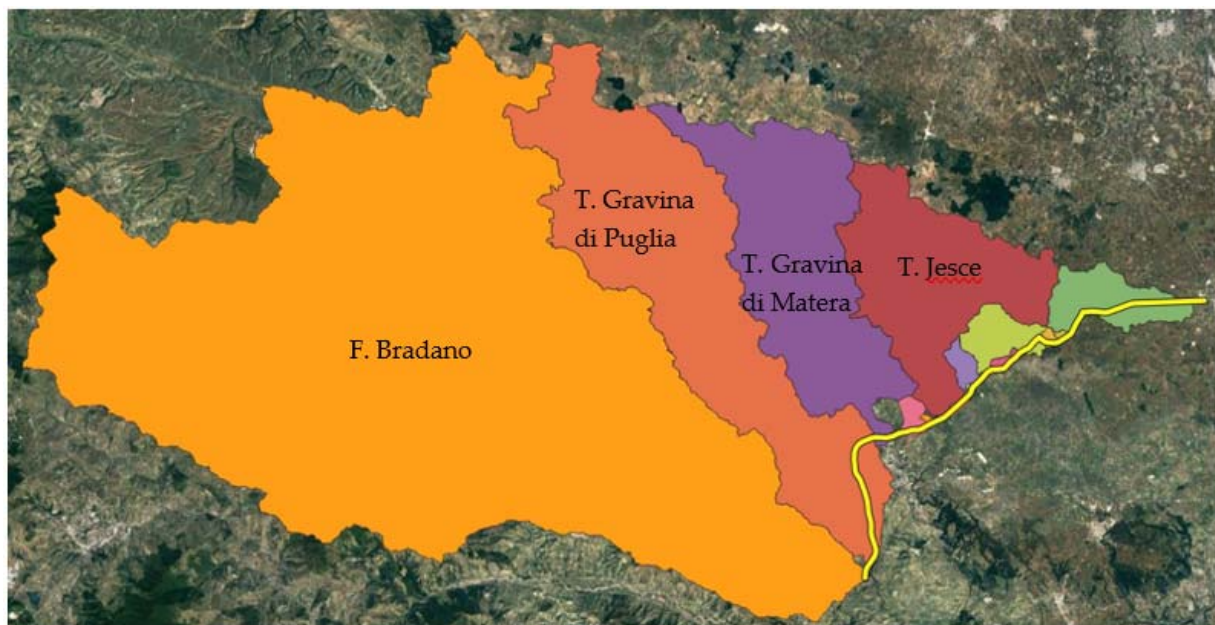 T. Gravina
di Puglia
T. Gravina
di Matera
T. Jesce
F. Bradano